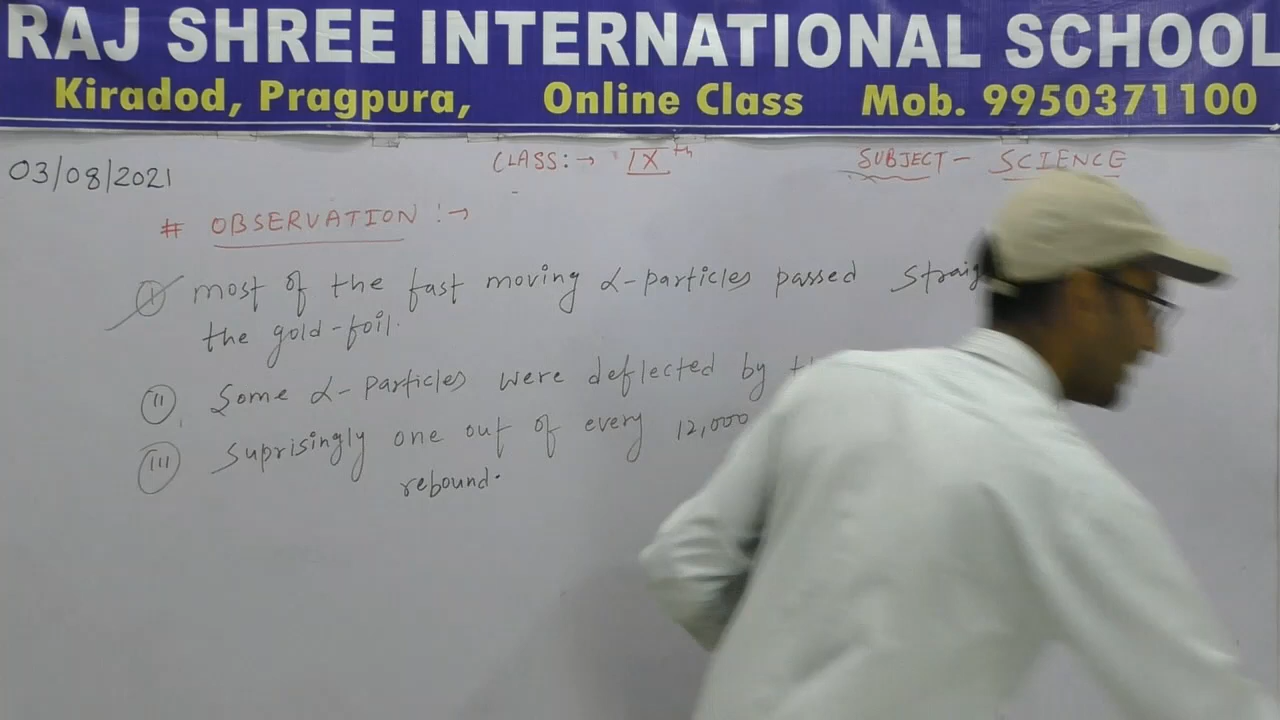 RAJ SHREE INTERNATIONAL SCHOOL
Kiradod, Pragpura, Online Class Mob. 9950371100
03/08/2021 CLASS:→ IXth SUBJECT - SCIENCE
# OBSERVATION :→
(I) most of the fast moving α-particles passed
the gold-foil.
(II) Some α-particles were deflected by
(III) Suprisingly one out of every 12,000
rebound.